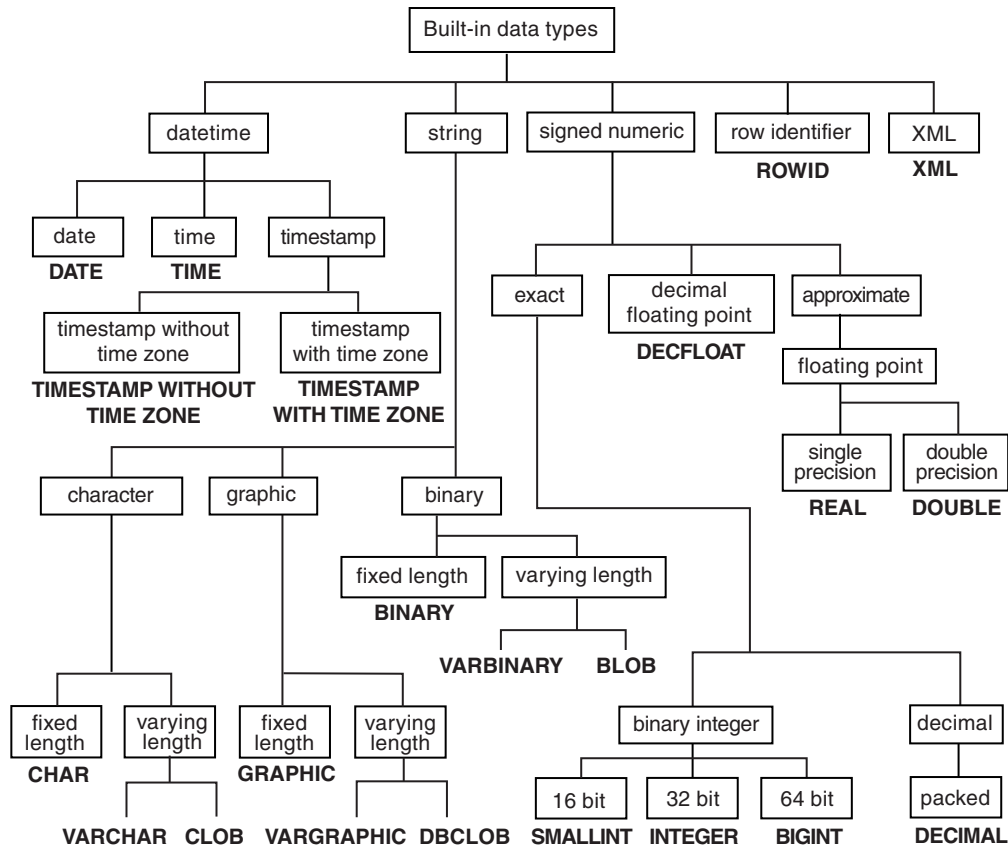 Built-in data types
datetime
string
signed numeric
row identifier
XML
ROWID
XML
date
time
timestamp
DATE
TIME
exact
decimal
floating point
approximate
DECFLOAT
timestamp without
time zone
timestamp
with time zone
TIMESTAMP WITHOUT
TIME ZONE
TIMESTAMP
WITH TIME ZONE
floating point
single
precision
double
precision
REAL
DOUBLE
character
graphic
binary
fixed length
varying length
BINARY
VARBINARY
BLOB
fixed
length
varying
length
fixed
length
varying
length
binary integer
decimal
CHAR
GRAPHIC
16 bit
32 bit
64 bit
packed
VARCHAR
CLOB
VARGRAPHIC
DBCLOB
SMALLINT
INTEGER
BIGINT
DECIMAL